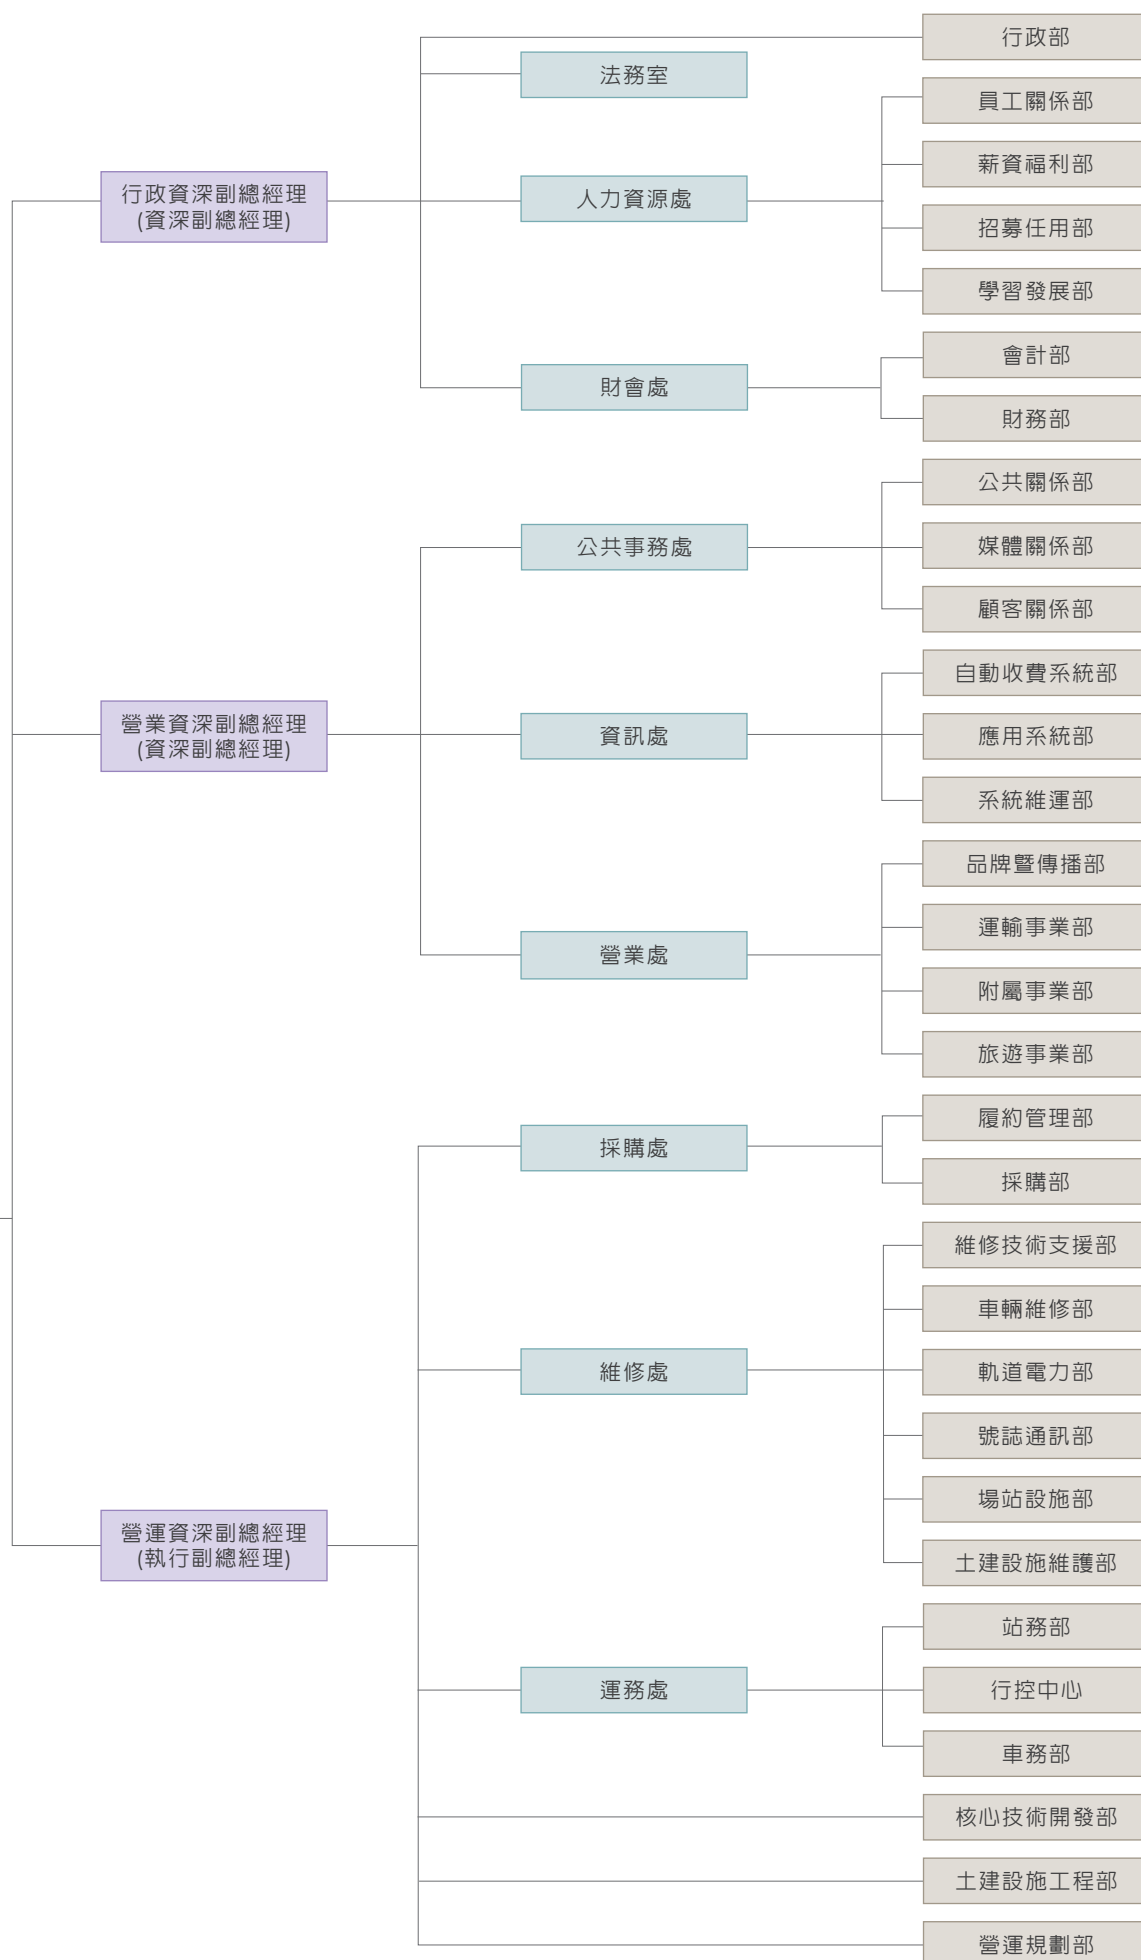 行政資深副總經理
(資深副總經理)
行政部
法務室
人力資源處
員工關係部
薪資福利部
招募任用部
學習發展部
財會處
會計部
財務部
營業資深副總經理
(資深副總經理)
公共事務處
公共關係部
媒體關係部
顧客關係部
資訊處
自動收費系統部
應用系統部
系統維運部
營業處
品牌暨傳播部
運輸事業部
附屬事業部
旅遊事業部
營運資深副總經理
(執行副總經理)
採購處
履約管理部
採購部
維修處
維修技術支援部
車輛維修部
軌道電力部
號誌通訊部
場站設施部
土建設施維護部
運務處
站務部
行控中心
車務部
核心技術開發部
土建設施工程部
營運規劃部